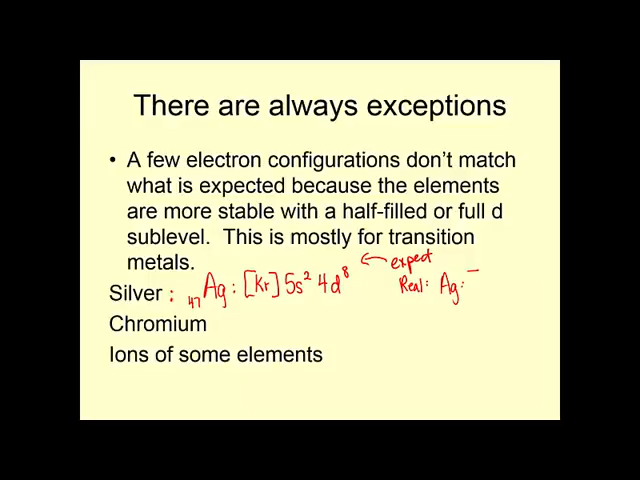 There are always exceptions
• A few electron configurations don't match
what is expected because the elements
are more stable with a half-filled or full d
sublevel. This is mostly for transition
metals.
← expect
Silver : ₄₇Ag : [Kr] 5s² 4d⁸
Real: Ag:
Chromium
Ions of some elements